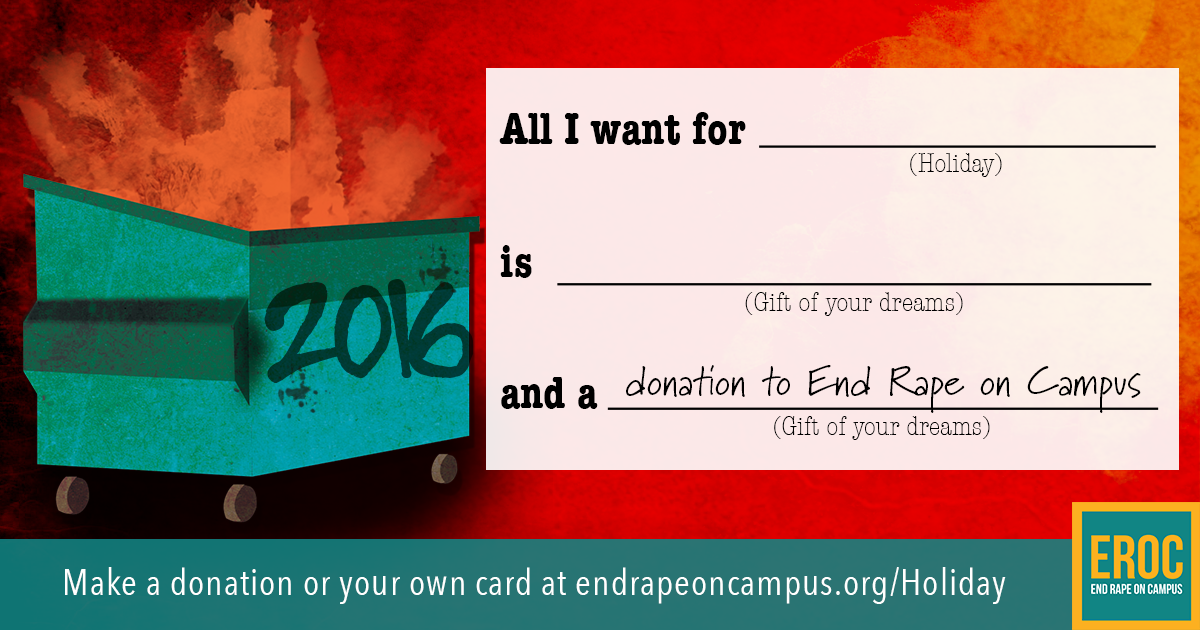 All I want for
(Holiday)
2016
is
(Gift of your dreams)
and a donation to End Rape on Campus
(Gift of your dreams)
Make a donation or your own card at endrapeoncampus.org/Holiday
EROC
END RAPE ON CAMPUS